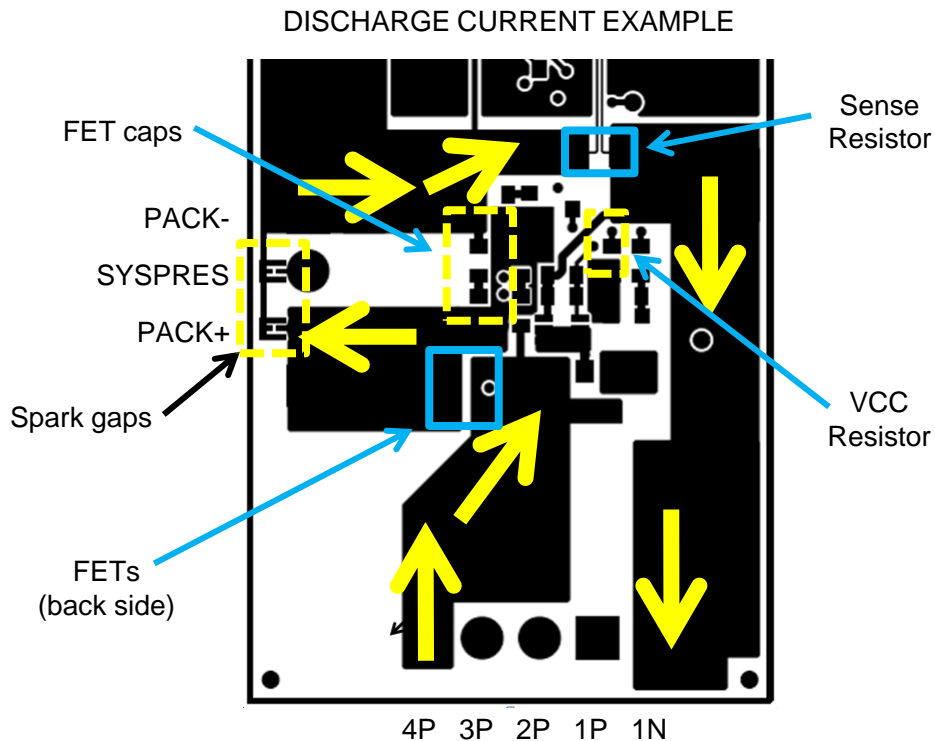 DISCHARGE CURRENT EXAMPLE
FET caps
Sense
Resistor
PACK-
SYSPRES
PACK+
Spark gaps
VCC
Resistor
FETs
(back side)
4P 3P 2P 1P 1N